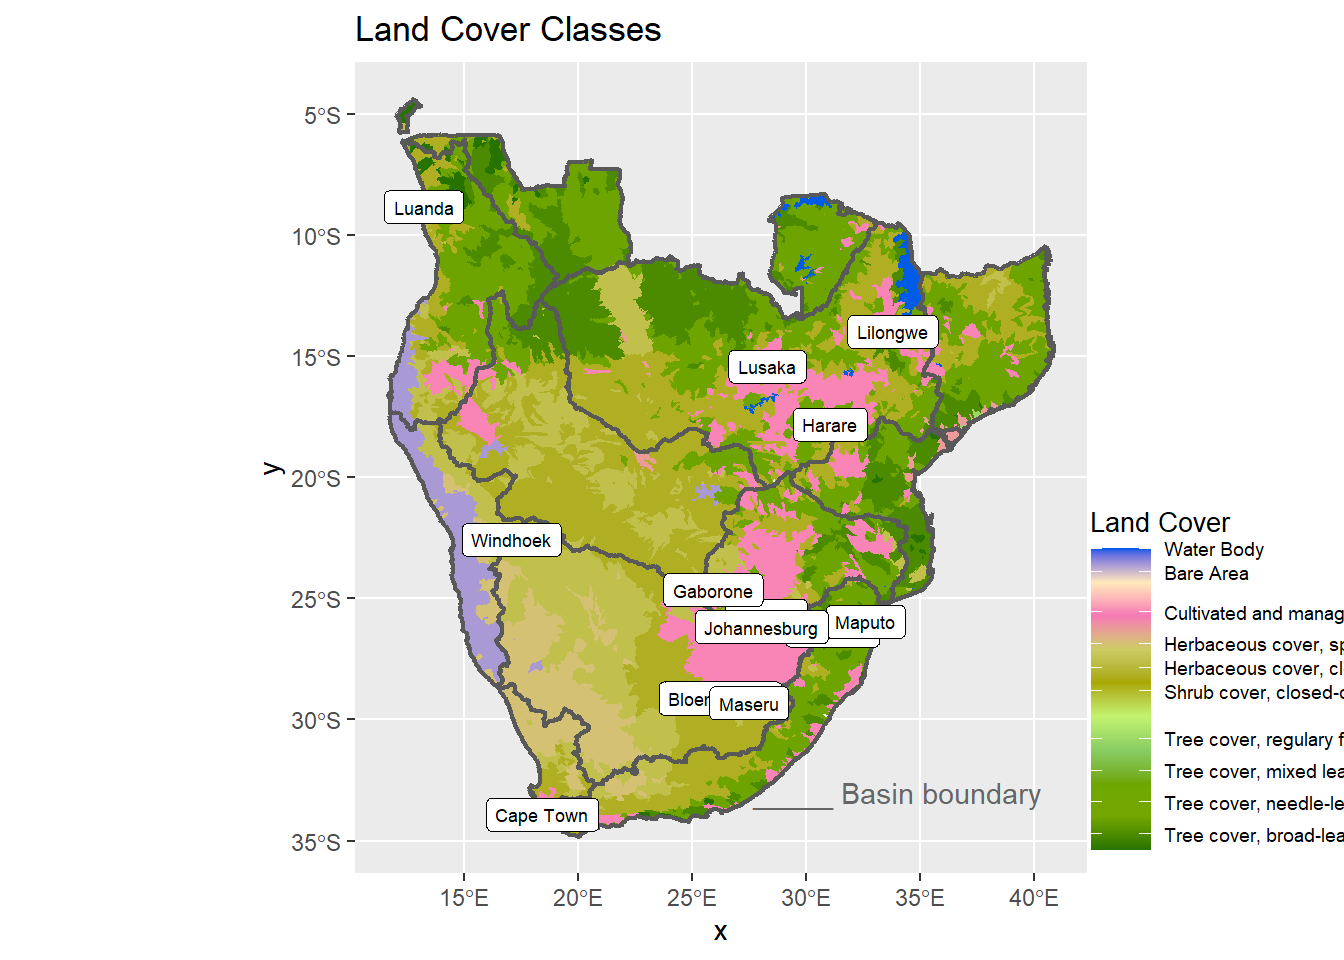 Land Cover Classes
5°S
10°S
15°S
20°S
25°S
30°S
35°S
y
Luanda
Lilongwe
Lusaka
Harare
Windhoek
Gaborone
Johannesburg
Maputo
Bloer
Maseru
Cape Town
Basin boundary
15°E
20°E
25°E
30°E
35°E
40°E
x
Land Cover
Water Body
Bare Area
Cultivated and manag
Herbaceous cover, sp
Herbaceous cover, cl
Shrub cover, closed-
Tree cover, regulary f
Tree cover, mixed lea
Tree cover, needle-le
Tree cover, broad-lea